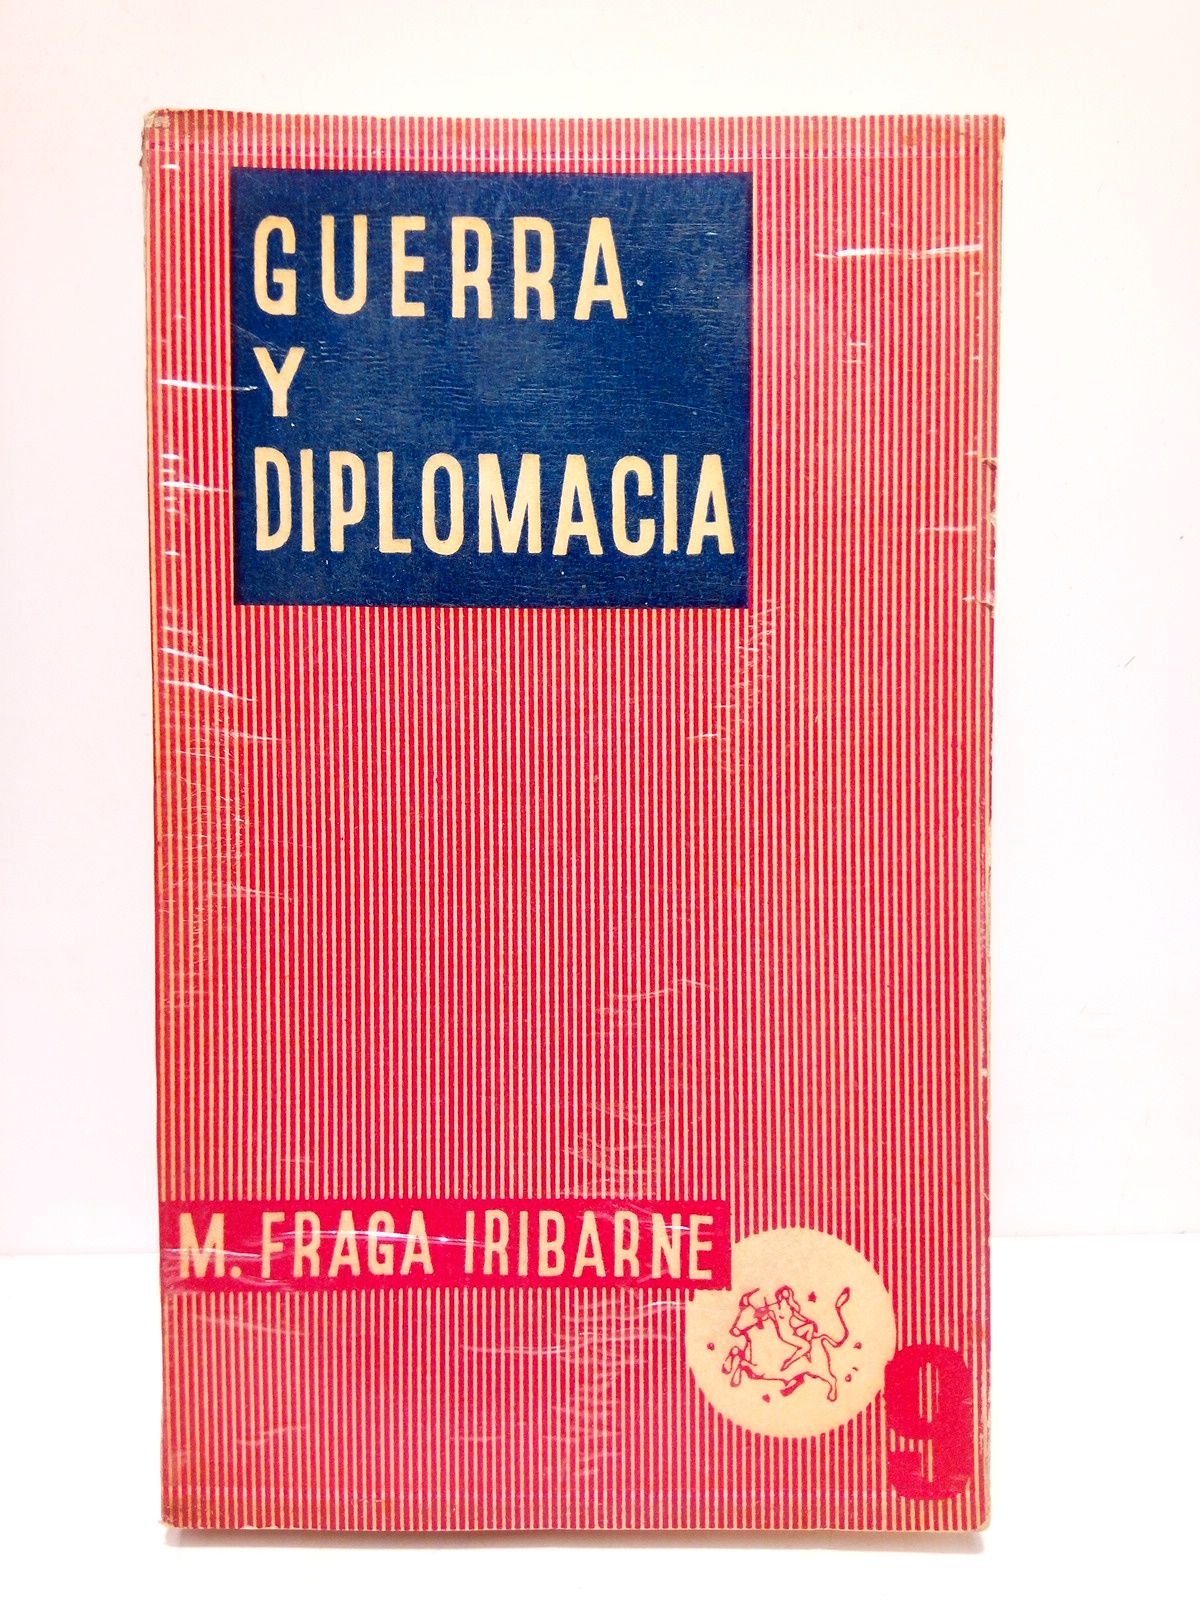 GUERRA
Y
DIPLOMACIA
M. FRAGA IRIBARNE
9